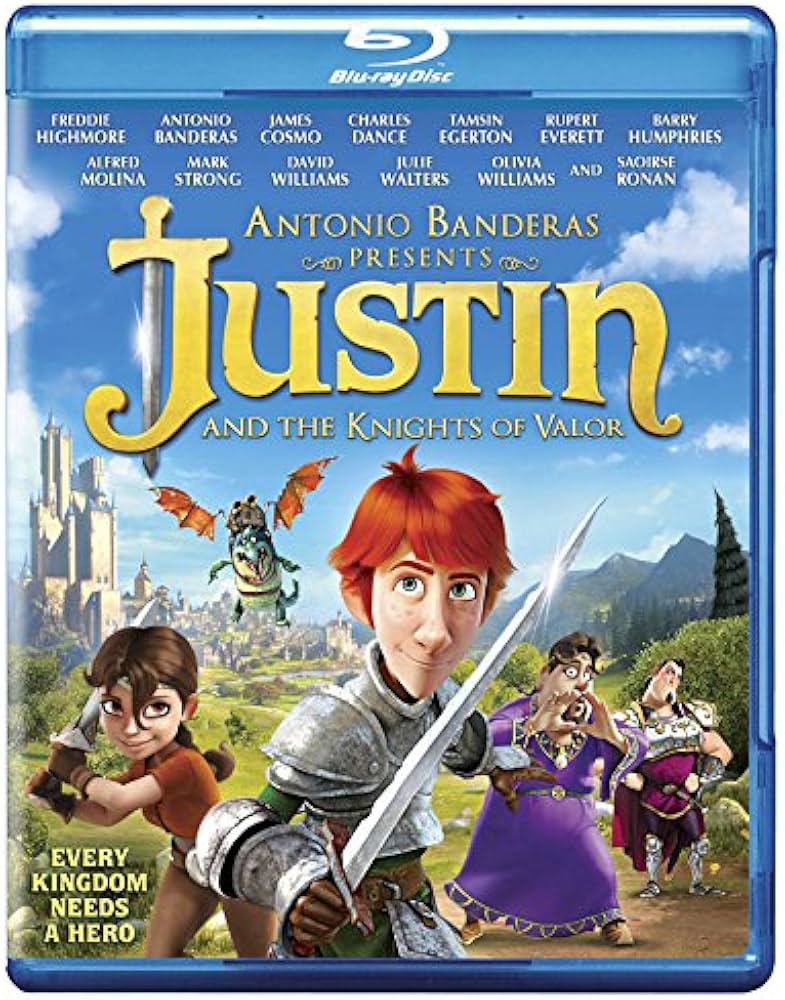 Blu-ray Disc
FREDDIE HIGHMORE ANTONIO BANDERAS JAMES COSMO CHARLES DANCE TAMSIN EGERTON RUPERT EVERETT BARRY HUMPHRIES
ALFRED MOLINA MARK STRONG DAVID WILLIAMS JULIE WALTERS OLIVIA WILLIAMS AND SAOIRSE RONAN
ANTONIO BANDERAS
PRESENTS
JUSTIN
AND THE KNIGHTS OF VALOR
EVERY
KINGDOM
NEEDS
A HERO